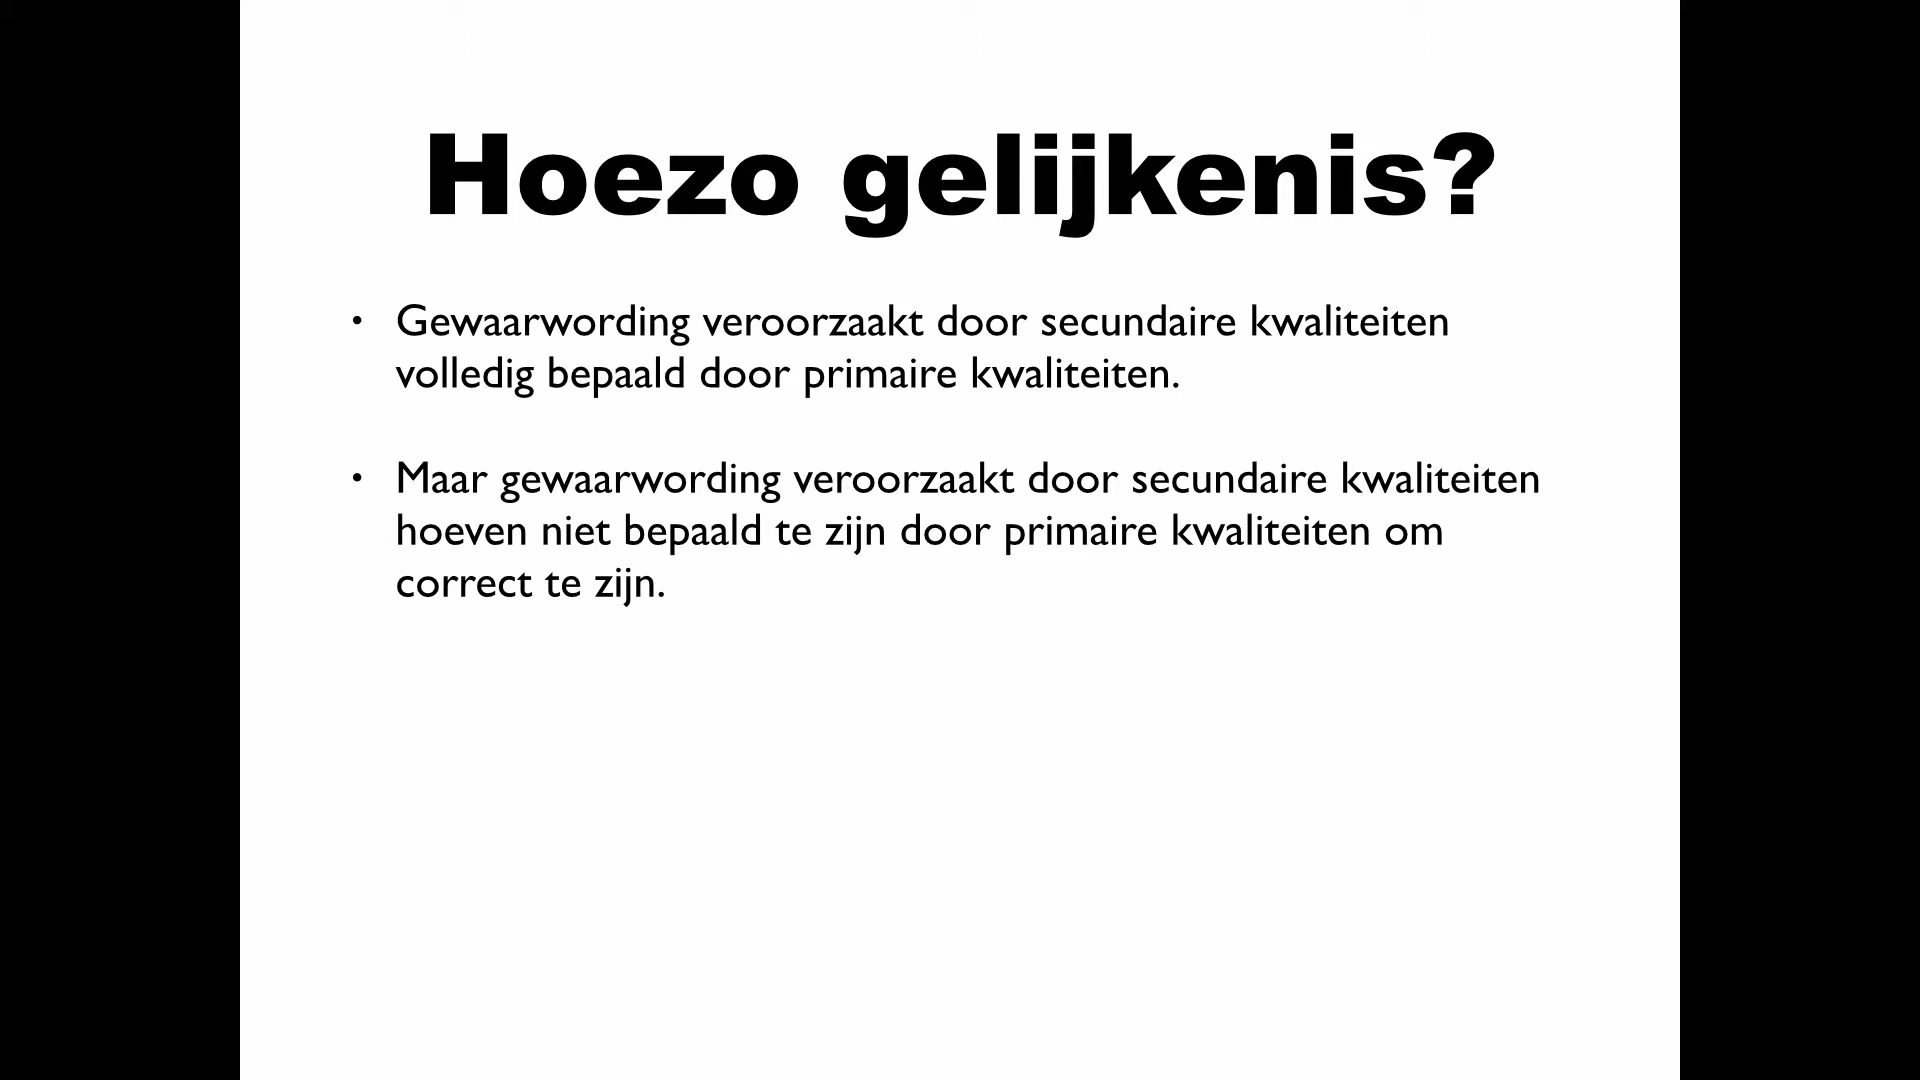 Hoezo gelijkenis?
• Gewaarwording veroorzaakt door secundaire kwaliteiten
volledig bepaald door primaire kwaliteiten.
• Maar gewaarwording veroorzaakt door secundaire kwaliteiten
hoeven niet bepaald te zijn door primaire kwaliteiten om
correct te zijn.